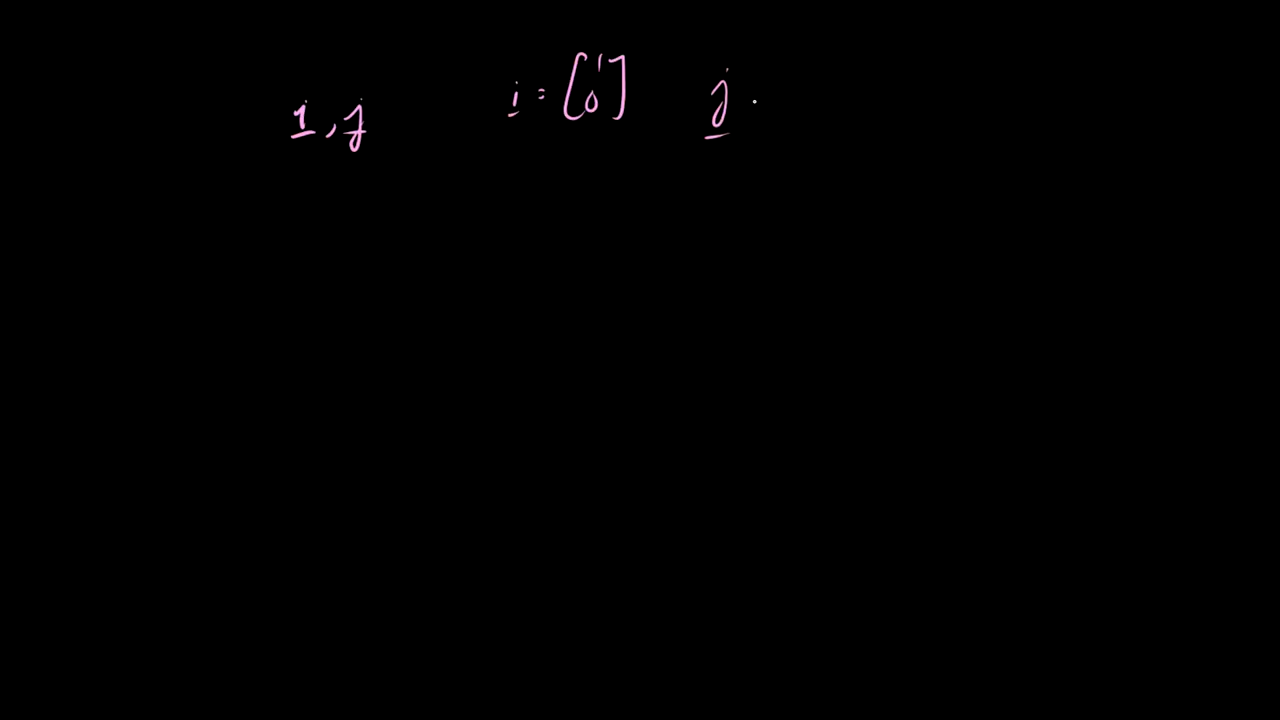 i, j i = [1 0] j